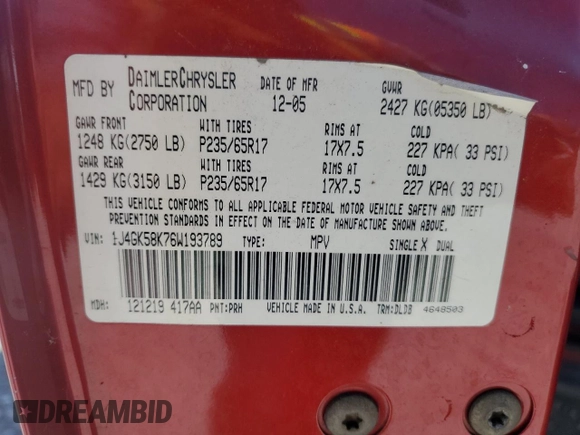 MFD BY DAIMLERCHRYSLER CORPORATION DATE OF MFR 12-05 GVWR 2427 KG(05350 LB)
GAWR FRONT WITH TIRES RIMS AT COLD
1248 KG(2750 LB) P235/65R17 17X7.5 227 KPA( 33 PSI)
GAWR REAR WITH TIRES RIMS AT COLD
1429 KG(3150 LB) P235/65R17 17X7.5 227 KPA( 33 PSI)
THIS VEHICLE CONFORMS TO ALL APPLICABLE FEDERAL MOTOR VEHICLE SAFETY AND THEFT
PREVENTION STANDARDS IN EFFECT ON THE DATE OF MANUFACTURE SHOWN ABOVE.
VIN: 1J4GK58K76W193789 TYPE: MPV SINGLE X DUAL
MDH: 121219 417AA PNT:PRH VEHICLE MADE IN U.S.A. TRM:DLDB 4648503
DREAMBID